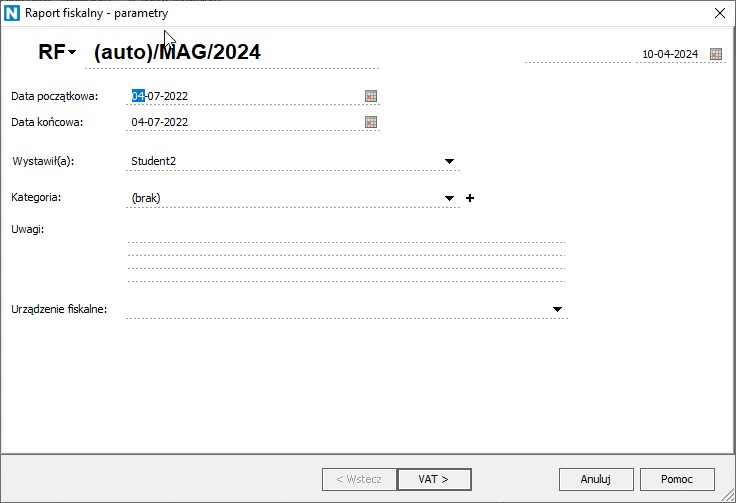 N Raport fiskalny - parametry
RF (auto)/MAG/2024 10-04-2024
Data początkowa: 04-07-2022
Data końcowa: 04-07-2022
Wystawił(a): Student2
Kategoria: (brak)
Uwagi:
Urządzenie fiskalne:
< Wstecz VAT > Anuluj Pomoc